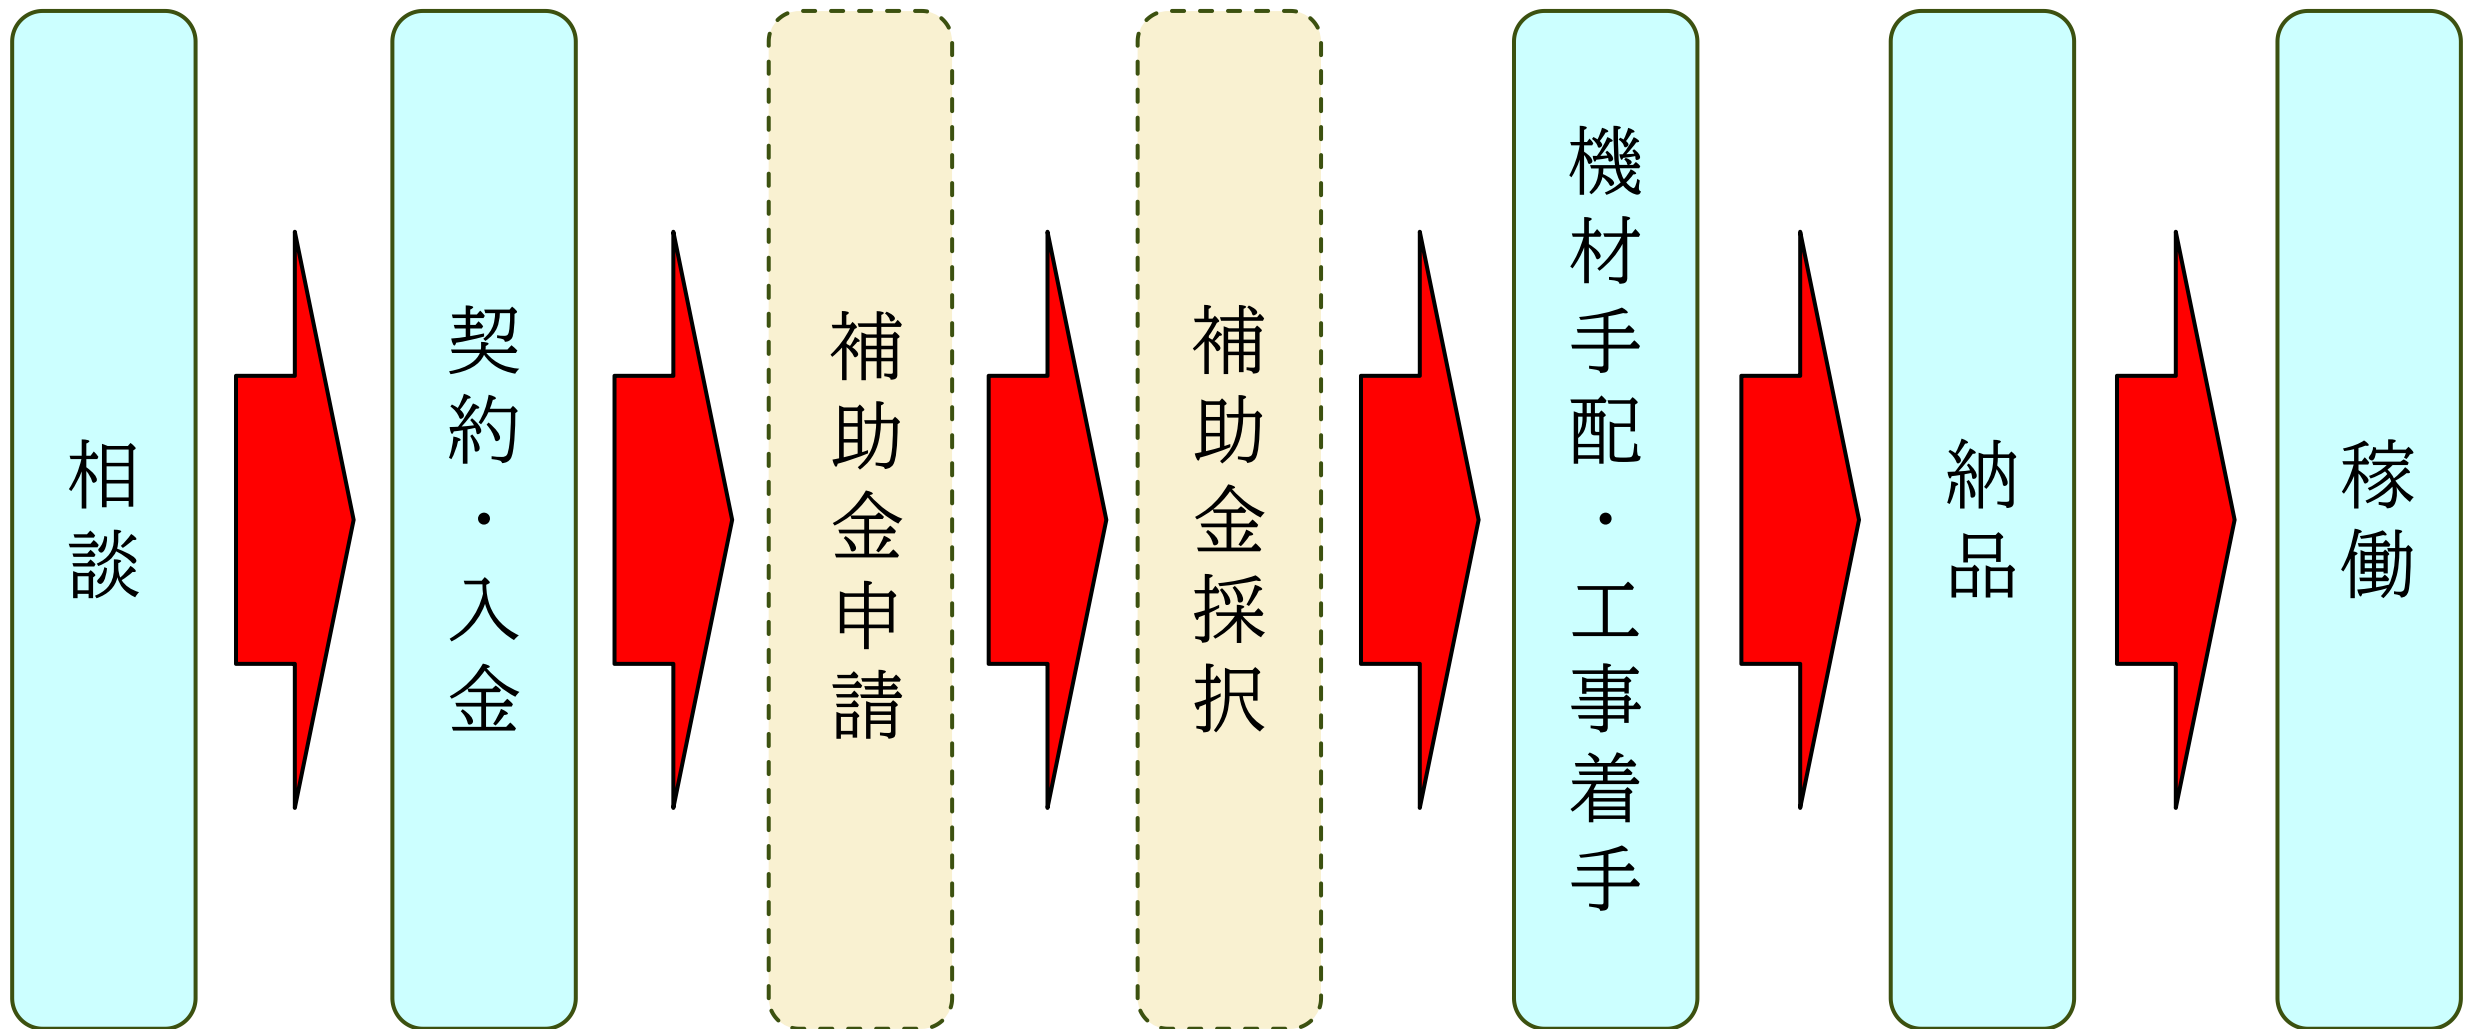 相談
契約・入金
補助金申請
補助金採択
機材手配・工事着手
納品
稼働